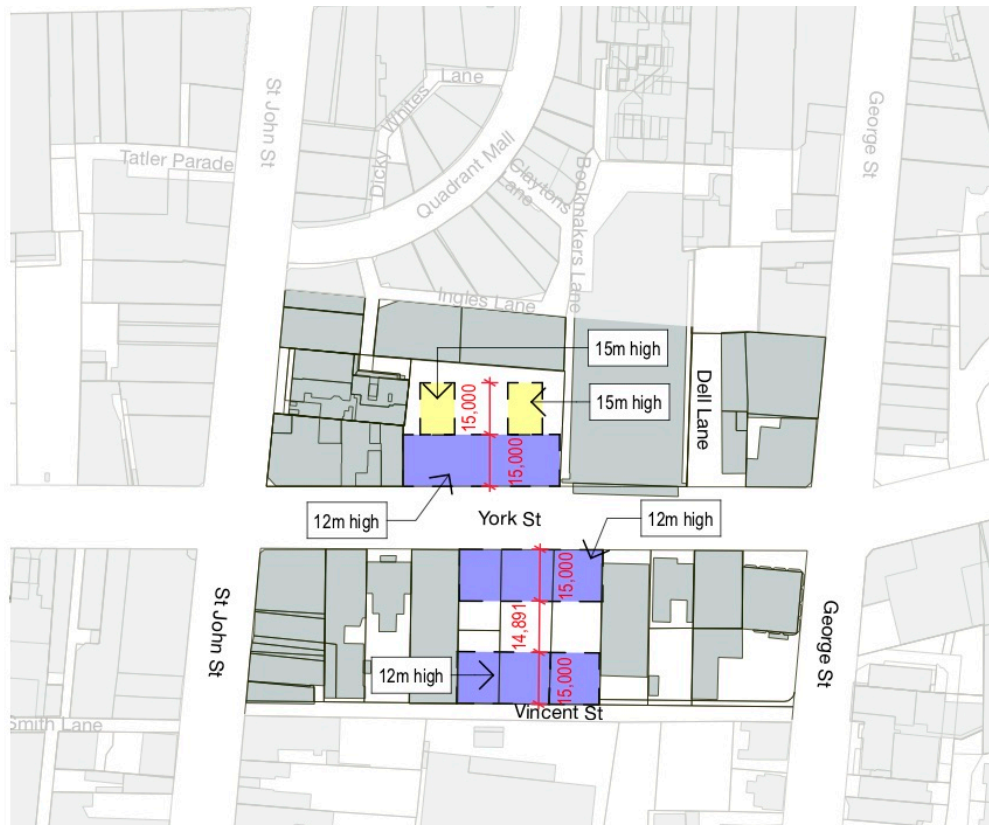 Whites Lane
St John St
Tatler Parade
Dicky
Quadrant Mall
Claytons
Lane
Bookmakers Lane
George St
Ingles Lane
15m high
15m high
15,000
Dell Lane
15,000
12m high
York St
12m high
15,000
14,891
St John St
12m high
15,000
George St
Vincent St
Smith Lane